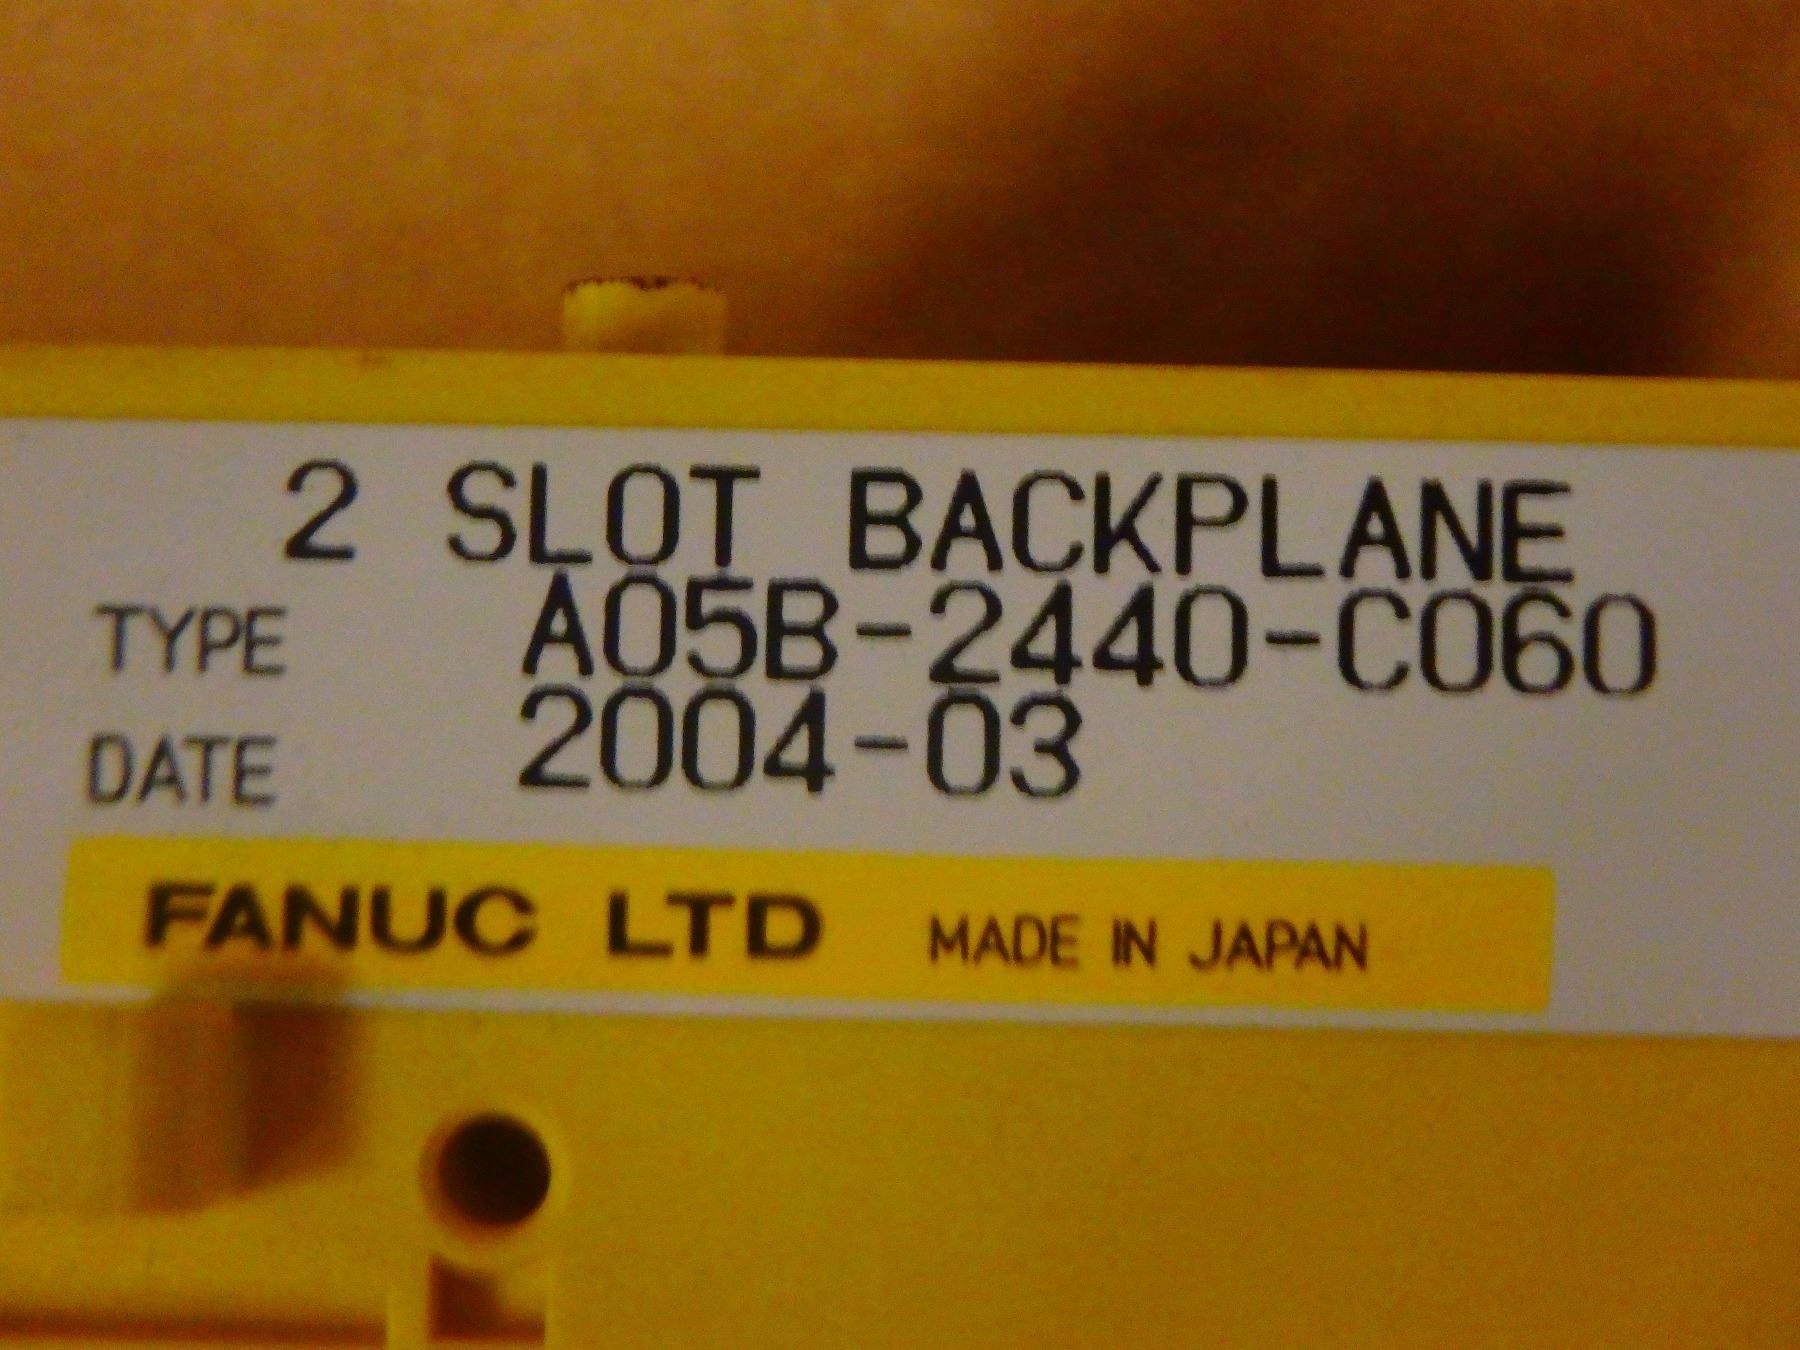 2 SLOT BACKPLANE
TYPE A05B-2440-C060
DATE 2004-03
FANUC LTD MADE IN JAPAN